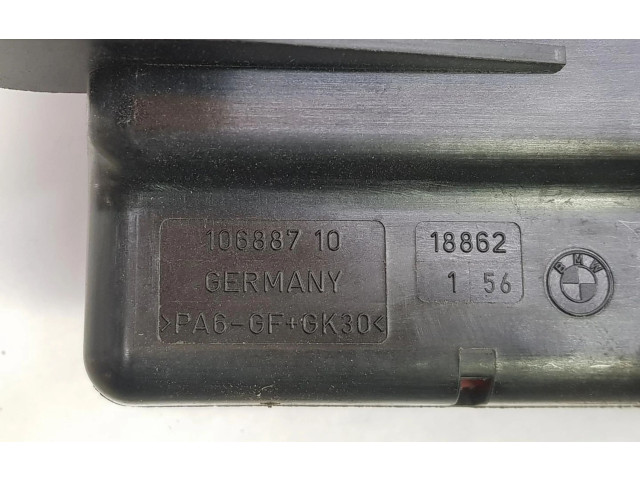 106887 10
GERMANY
>PA6-GF+GK30<
18862
1 56
BMW